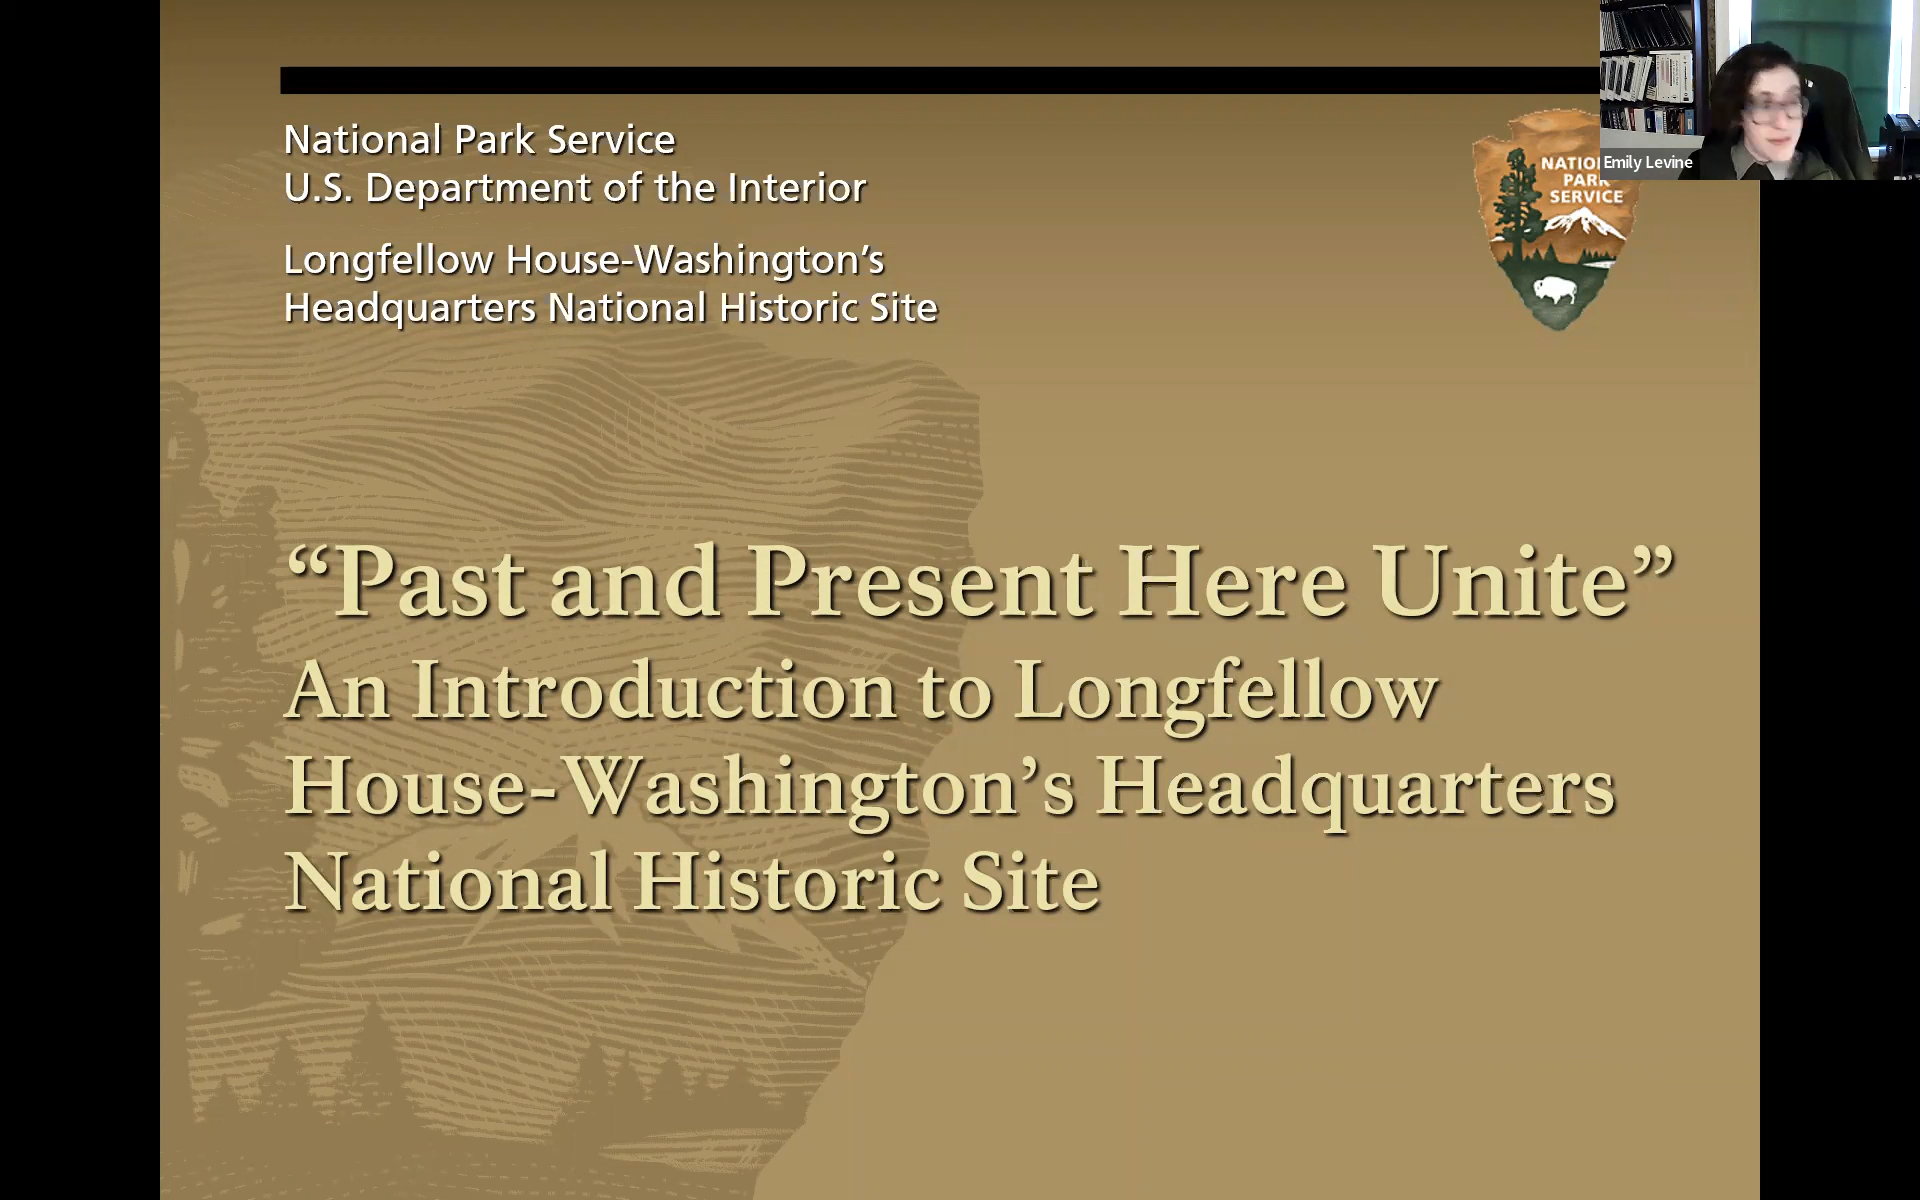 National Park Service
U.S. Department of the Interior
Longfellow House-Washington’s
Headquarters National Historic Site
PARK
SERVICE
Emily Levine
“Past and Present Here Unite”
An Introduction to Longfellow
House-Washington’s Headquarters
National Historic Site